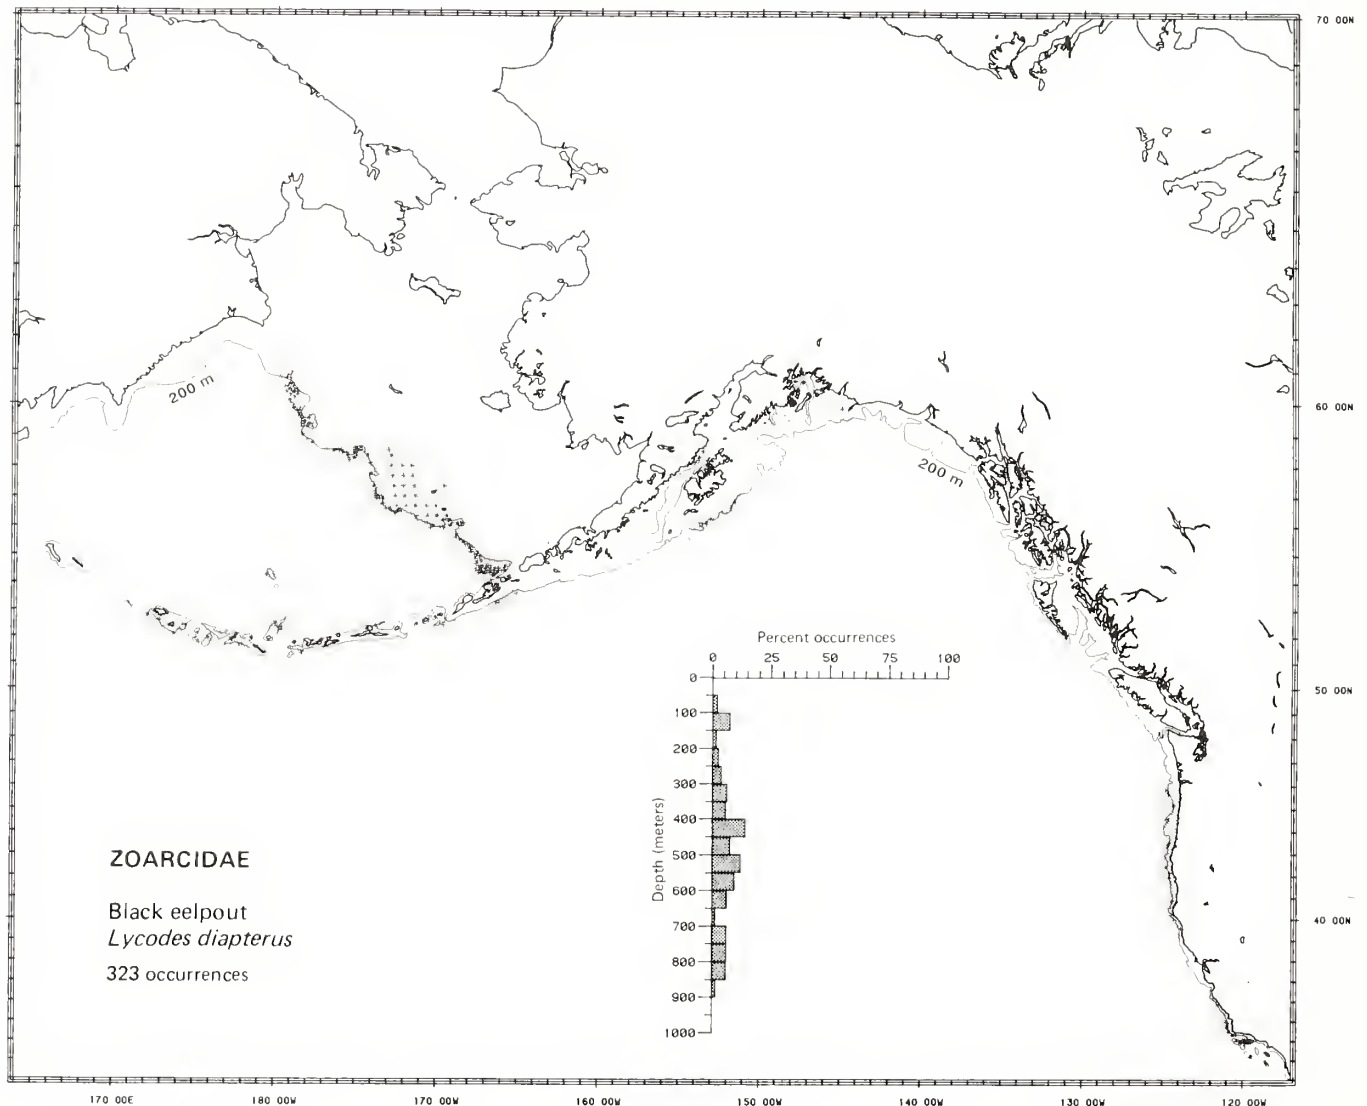 70 00N
200 m
60 00N
200 m
Percent occurrences
0 25 50 75 100
0
50 00N
100
200
300
400
Depth (meters)
500
600
700
800
900
1000
ZOARCIDAE
Black eelpout
Lycodes diapterus
323 occurrences
40 00N
170 00E 180 00W 170 00W 160 00W 150 00W 140 00W 130 00W 120 00W